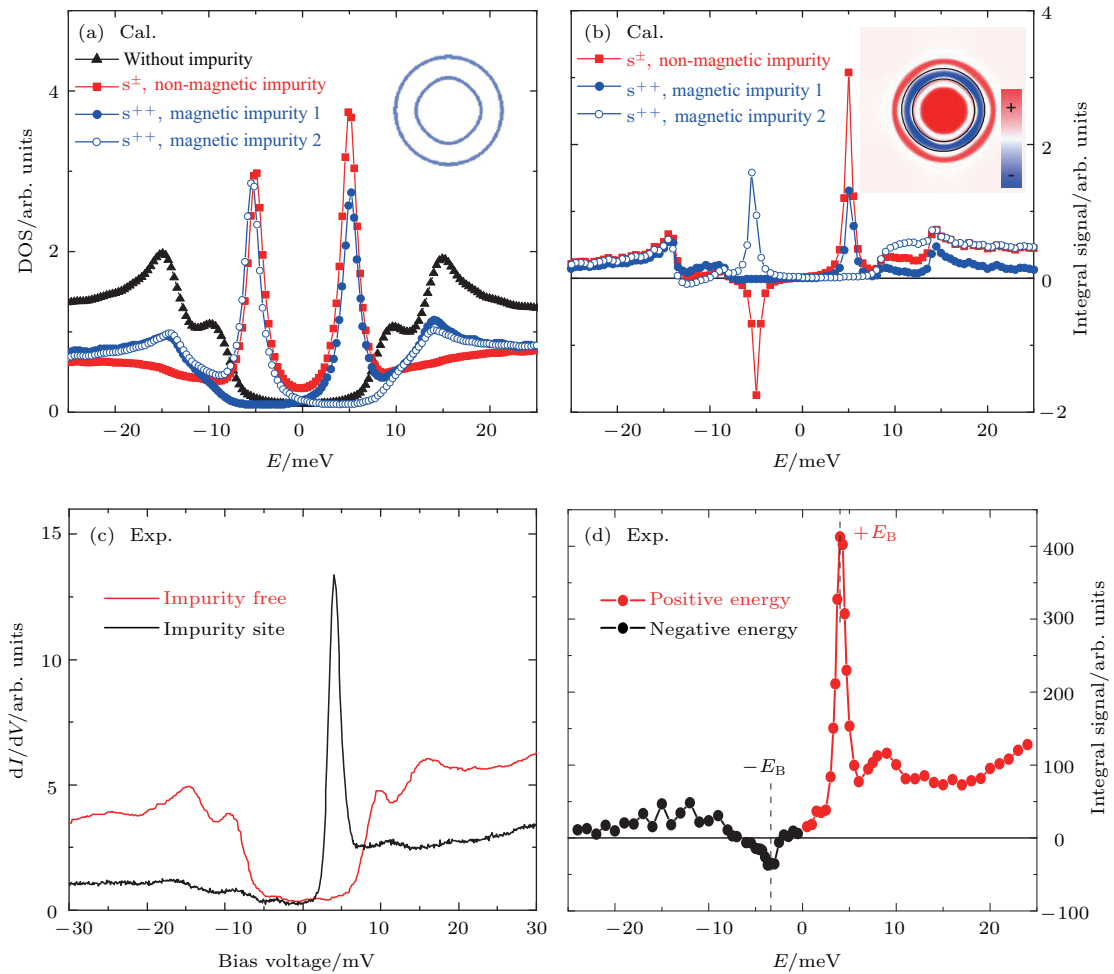 (a) Cal.
Without impurity
s±, non-magnetic impurity
s++, magnetic impurity 1
s++, magnetic impurity 2
DOS/arb. units
4
2
0
−20
−10
0
10
20
E/meV
(b) Cal.
s±, non-magnetic impurity
s++, magnetic impurity 1
s++, magnetic impurity 2
+
-
Integral signal/arb. units
4
2
0
−2
−20
−10
0
10
20
E/meV
(c) Exp.
Impurity free
Impurity site
dI/dV/arb. units
15
10
5
0
−30
−20
−10
0
10
20
30
Bias voltage/mV
(d) Exp.
+EB
Positive energy
Negative energy
−EB
Integral signal/arb. units
400
300
200
100
0
−100
−20
−10
0
10
20
E/meV